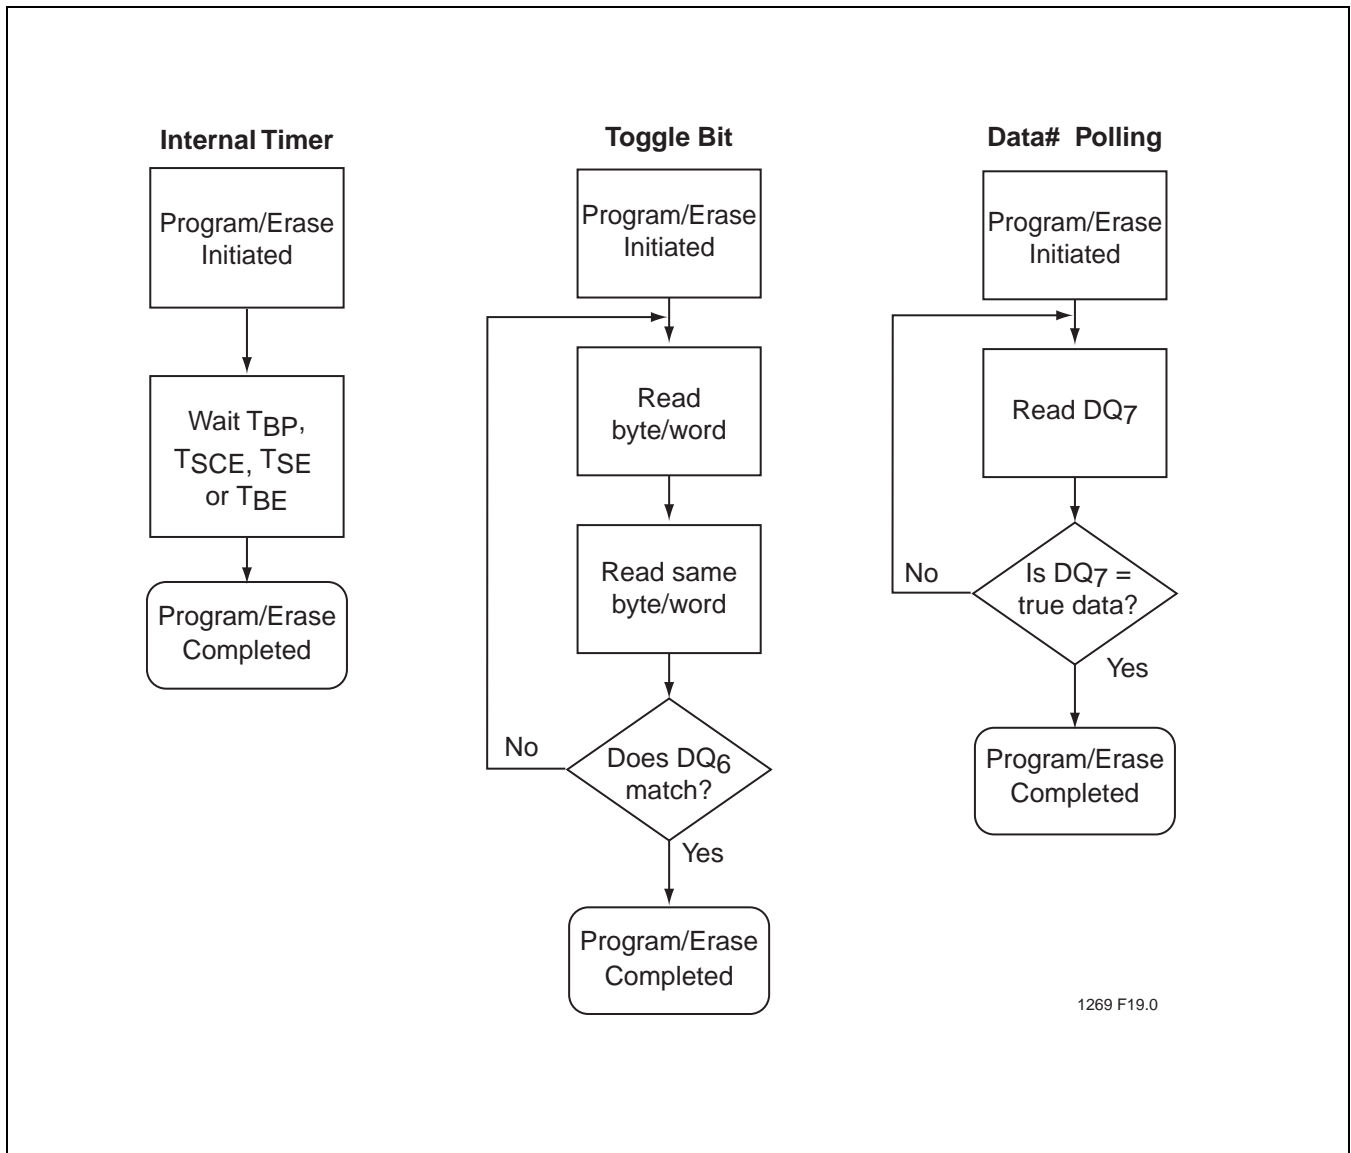 Internal Timer
Program/Erase
Initiated
Wait TBP,
TSCE, TSE
or TBE
Program/Erase
Completed
Toggle Bit
Program/Erase
Initiated
Read
byte/word
Read same
byte/word
Does DQ6
match?
No
Yes
Program/Erase
Completed
Data# Polling
Program/Erase
Initiated
Read DQ7
Is DQ7 =
true data?
No
Yes
Program/Erase
Completed
1269 F19.0